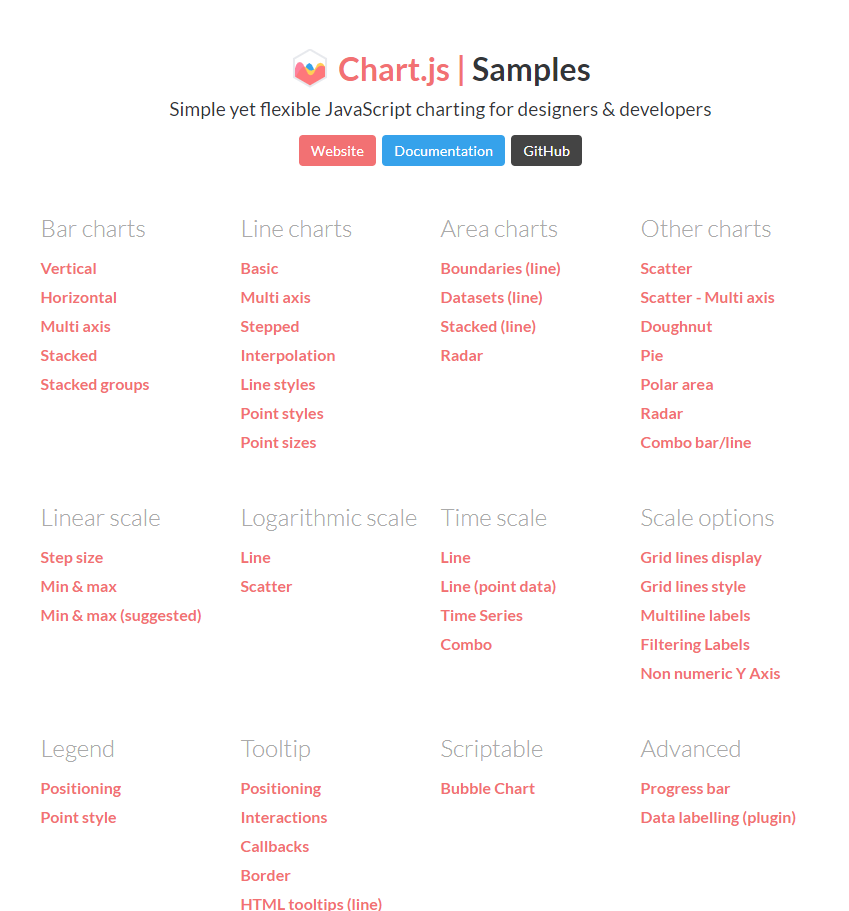 Chart.js | Samples
Simple yet flexible JavaScript charting for designers & developers
Website Documentation GitHub
Bar charts
Vertical
Horizontal
Multi axis
Stacked
Stacked groups
Line charts
Basic
Multi axis
Stepped
Interpolation
Line styles
Point styles
Point sizes
Area charts
Boundaries (line)
Datasets (line)
Stacked (line)
Radar
Other charts
Scatter
Scatter - Multi axis
Doughnut
Pie
Polar area
Radar
Combo bar/line
Linear scale
Step size
Min & max
Min & max (suggested)
Logarithmic scale
Line
Scatter
Time scale
Line
Line (point data)
Time Series
Combo
Scale options
Grid lines display
Grid lines style
Multiline labels
Filtering Labels
Non numeric Y Axis
Legend
Positioning
Point style
Tooltip
Positioning
Interactions
Callbacks
Border
HTML tooltips (line)
Scriptable
Bubble Chart
Advanced
Progress bar
Data labelling (plugin)